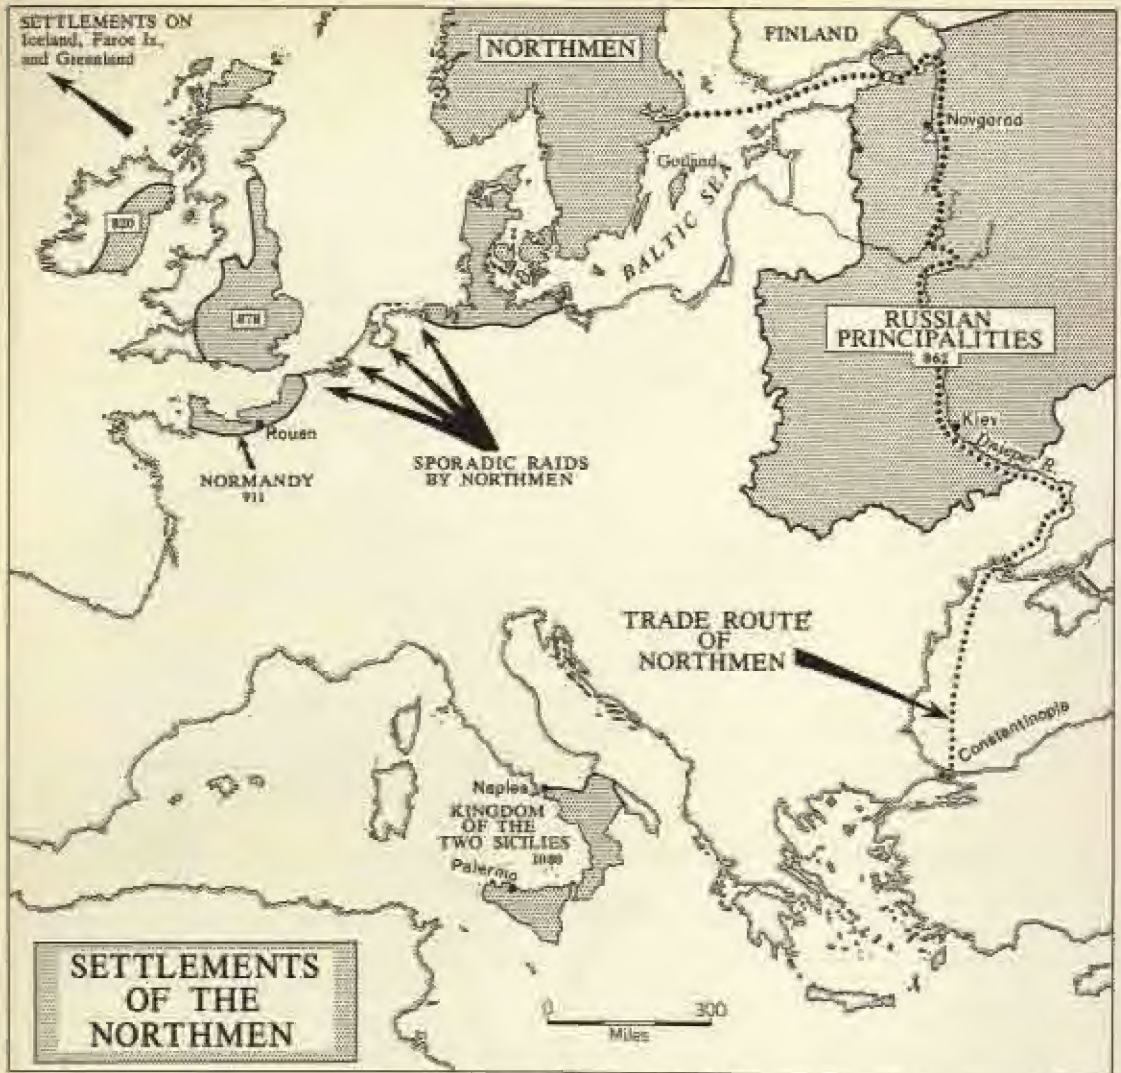 SETTLEMENTS ON
Iceland, Faroe Is.,
and Greenland
NORTHMEN
FINLAND
Novgorod
Gotland
BALTIC SEA
820
878
RUSSIAN
PRINCIPALITIES
862
Kiev
Dnieper R.
Rouen
NORMANDY
911
SPORADIC RAIDS
BY NORTHMEN
TRADE ROUTE
OF
NORTHMEN
Constantinople
Naples
KINGDOM
OF THE
TWO SICILIES
Palermo
SETTLEMENTS
OF THE
NORTHMEN
0 300
Miles